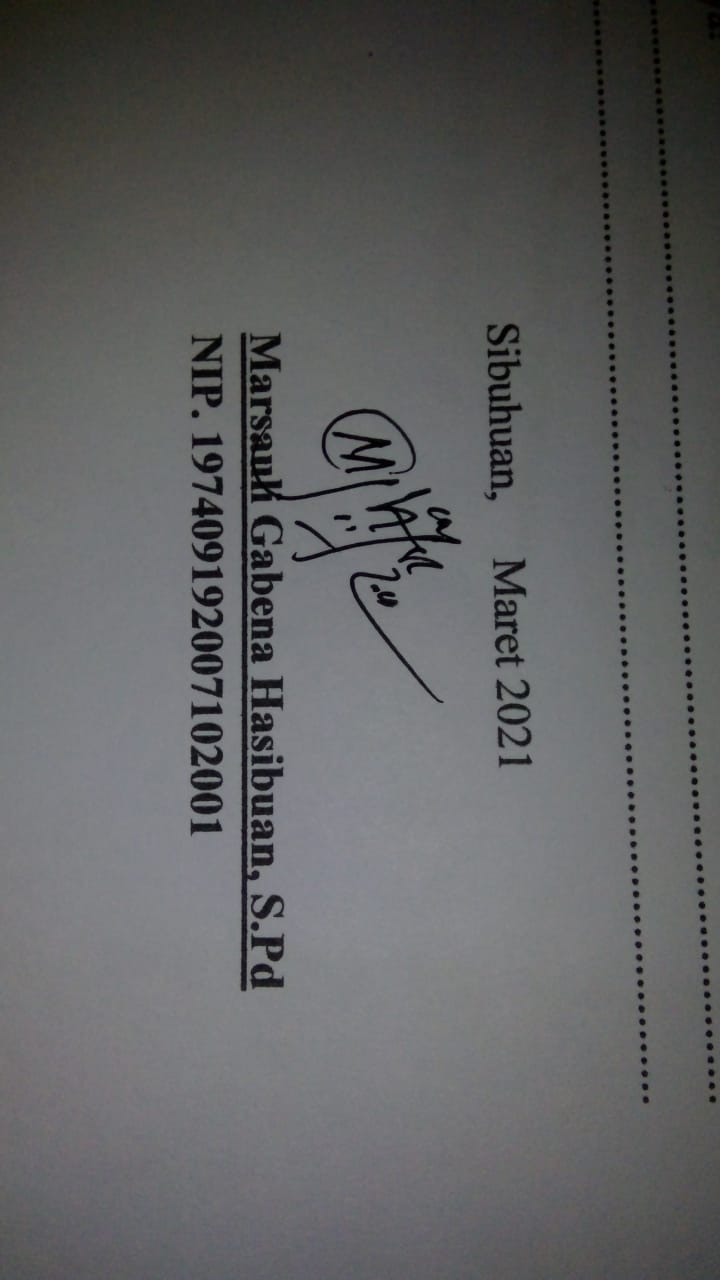 Sibuhuan, Maret 2021
Marsauli Gabena Hasibuan, S.Pd
NIP. 197409192007102001